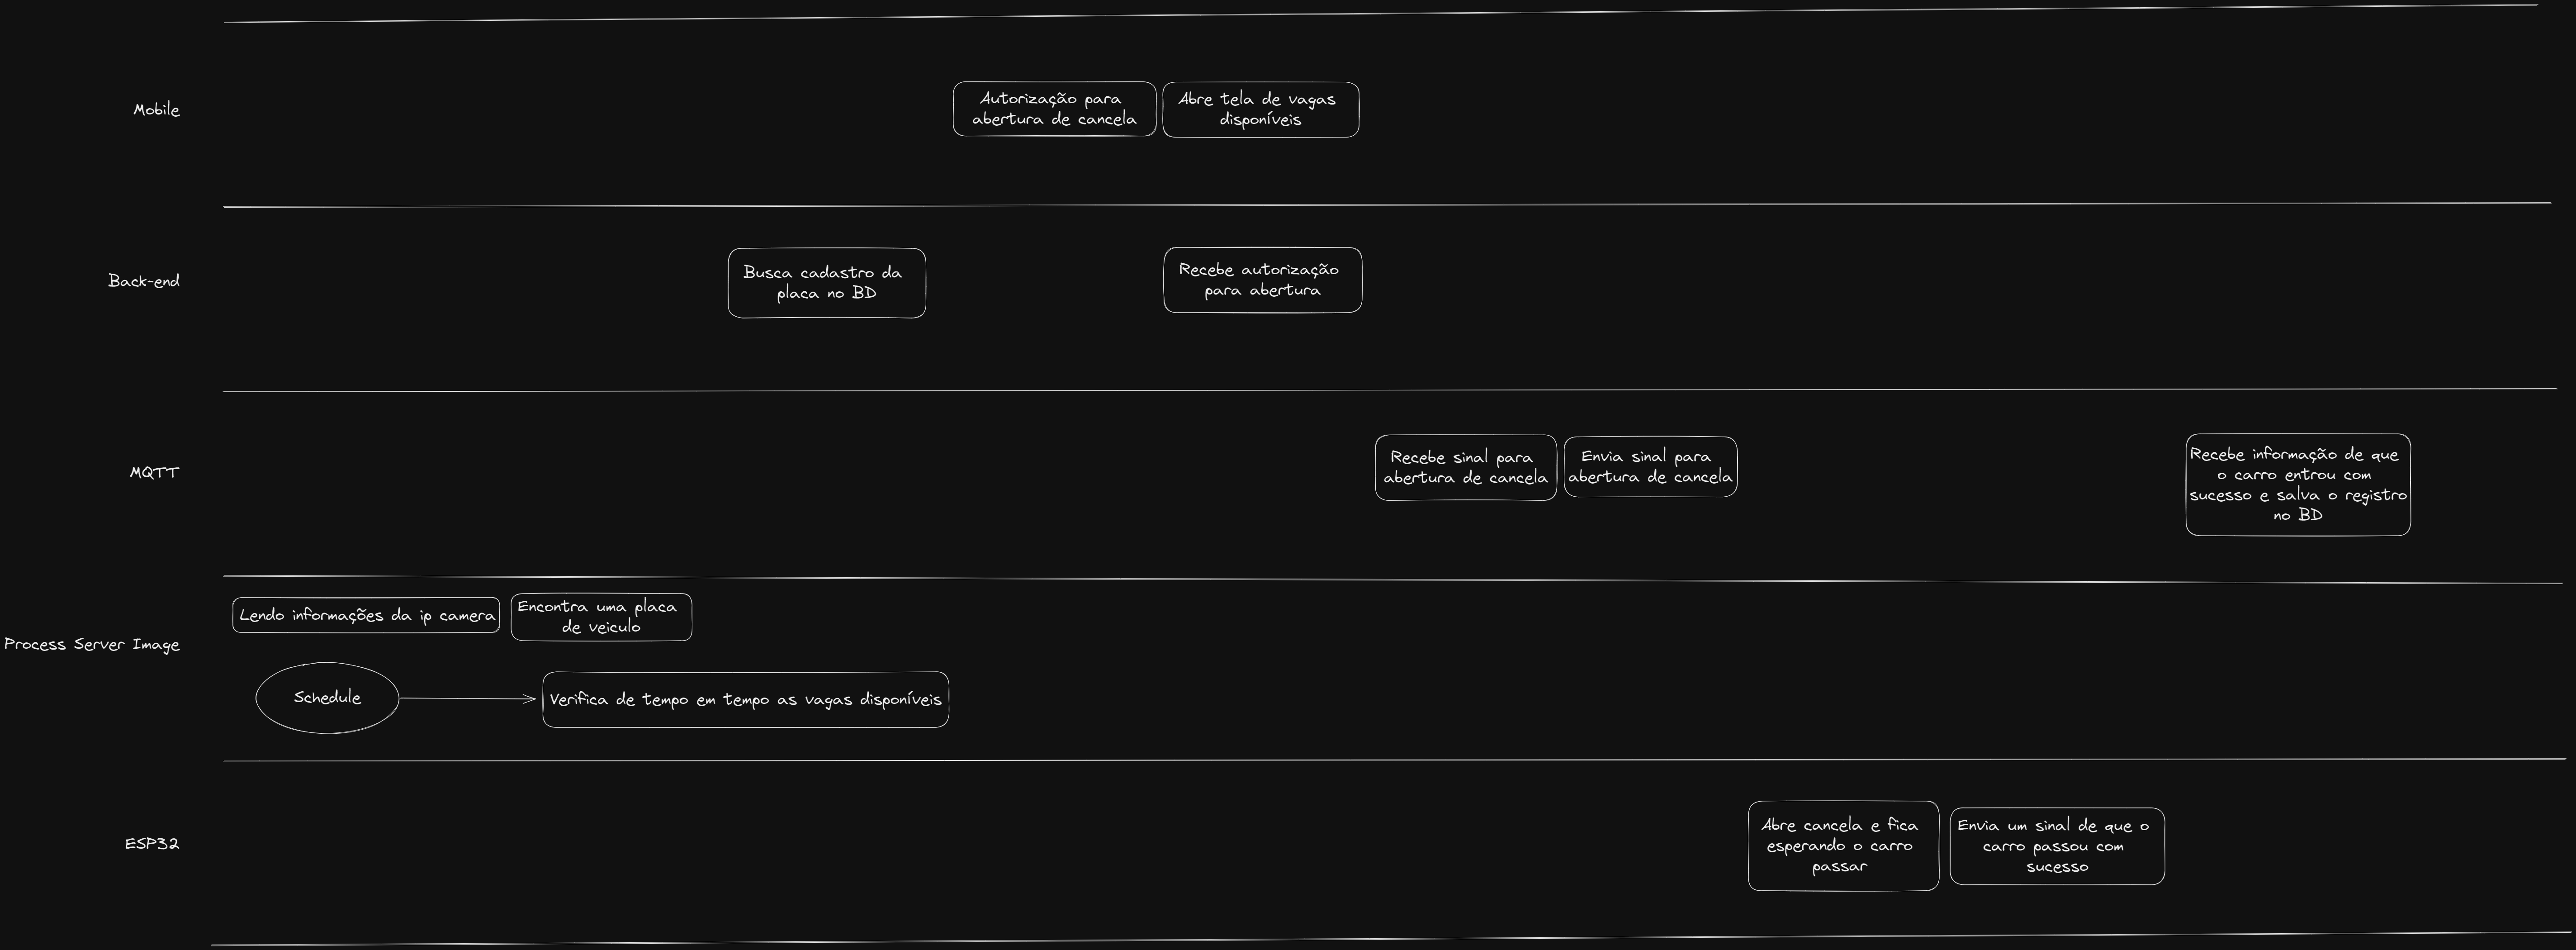 Mobile
Autorização para
abertura de cancela
Abre tela de vagas
disponíveis
Back-end
Busca cadastro da
placa no BD
Recebe autorização
para abertura
MQTT
Recebe sinal para
abertura de cancela
Envia sinal para
abertura de cancela
Recebe informação de que
o carro entrou com
sucesso e salva o registro
no BD
Process Server Image
Lendo informações da ip camera
Encontra uma placa
de veiculo
Schedule
Verifica de tempo em tempo as vagas disponíveis
ESP32
Abre cancela e fica
esperando o carro
passar
Envia um sinal de que o
carro passou com
sucesso